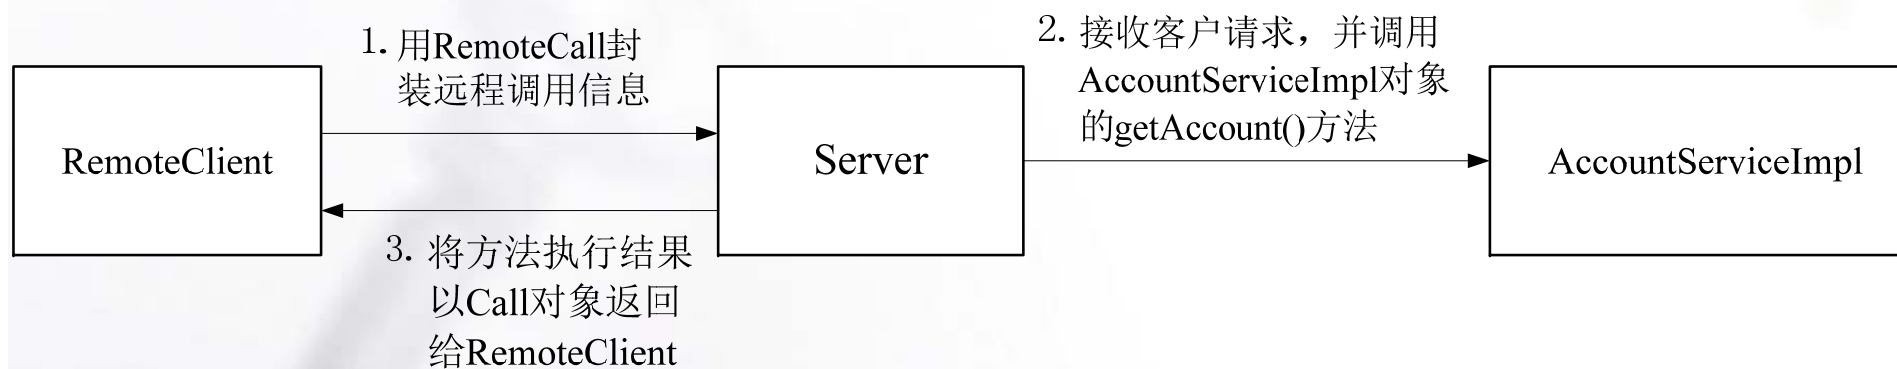 1. 用RemoteCall封
装远程调用信息
2. 接收客户请求，并调用
AccountServiceImpl对象
的getAccount()方法
RemoteClient
Server
AccountServiceImpl
3. 将方法执行结果
以Call对象返回
给RemoteClient